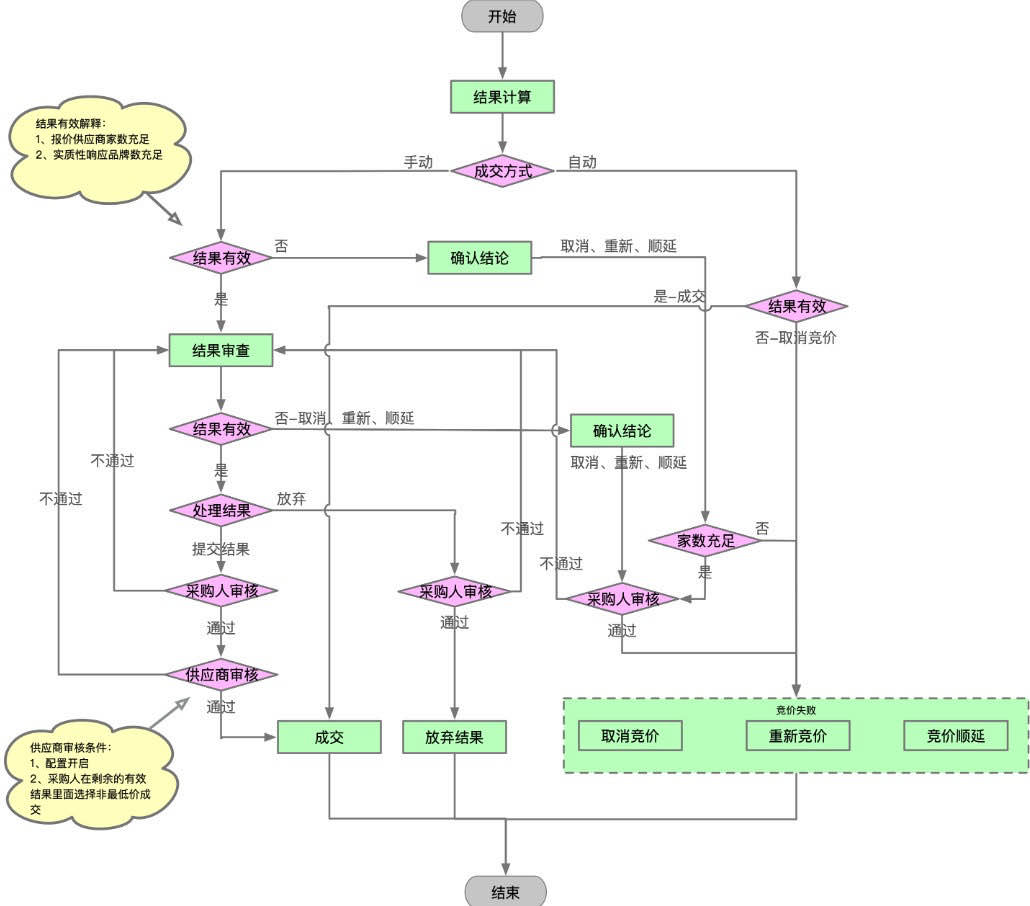 开始
结果计算
结果有效解释：
1、报价供应商家数充足
2、实质性响应品牌数充足
手动
成交方式
自动
结果有效
否
确认结论
取消、重新、顺延
是
是-成交
结果有效
否-取消竞价
结果审查
结果有效
否-取消、重新、顺延
确认结论
取消、重新、顺延
不通过
是
不通过
处理结果
放弃
不通过
家数充足
否
提交结果
不通过
是
采购人审核
采购人审核
采购人审核
通过
通过
通过
供应商审核
通过
供应商审核条件：
1、配置开启
2、采购人在剩余的有效
结果里面选择非最低价成
交
成交
放弃结果
竞价失败
取消竞价
重新竞价
竞价顺延
结束